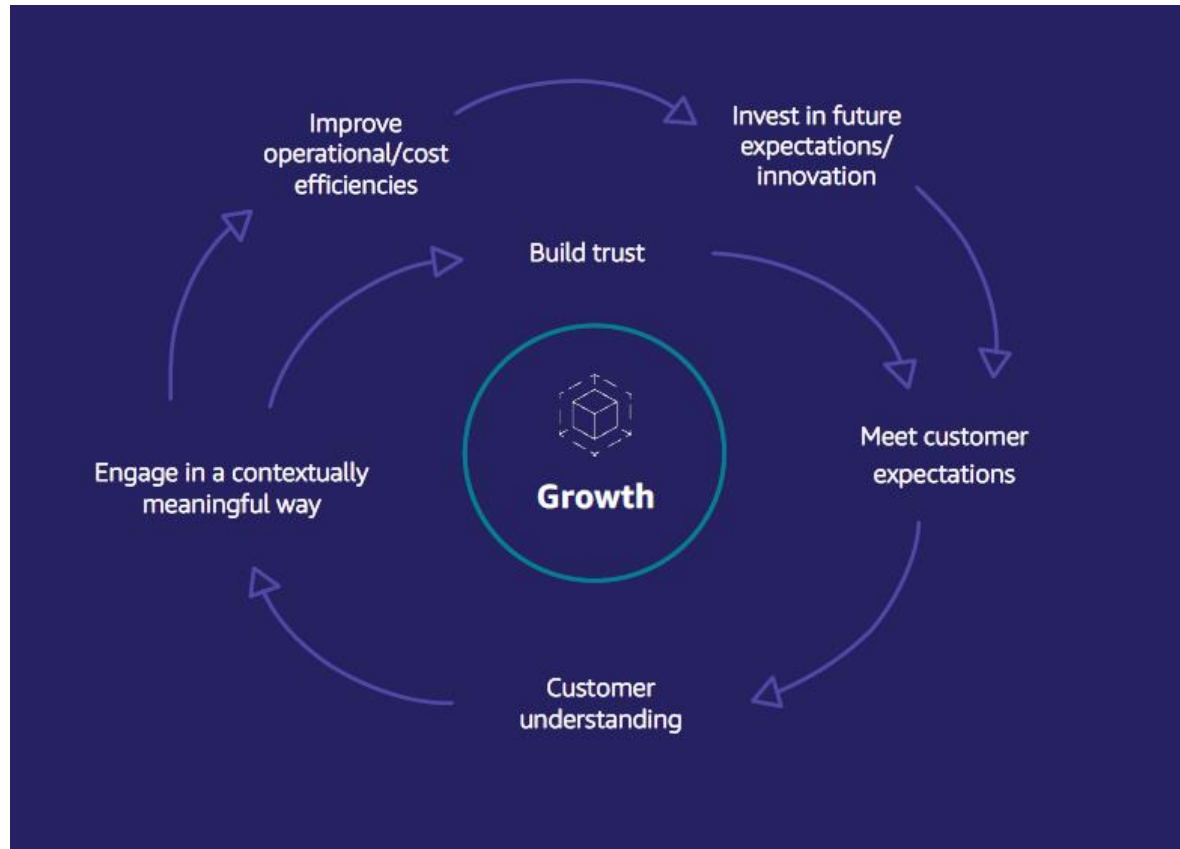 Improve
operational/cost
efficiencies
Invest in future
expectations/
innovation
Build trust
Growth
Engage in a contextually
meaningful way
Meet customer
expectations
Customer
understanding